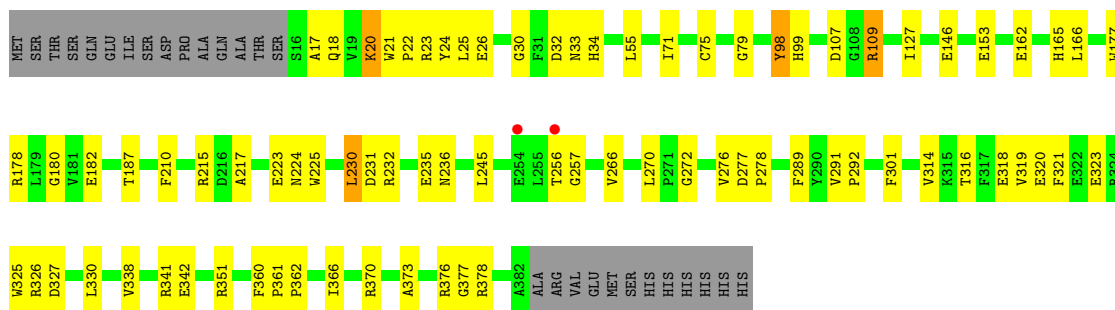 MET SER THR SER GLN GLU ILE SER ASP PRO ALA GLN ALA THR SER S16 A17 Q18 V19 K20 W21 P22 R23 Y24 L25 E26 G30 F31 D32 N33 H34 L55 I71 C75 G79 Y98 H99 D107 G108 R109 I127 E146 E153 E162 H165 L166 W177
R178 L179 G180 V181 E182 T187 F210 R215 D216 A217 E223 N224 W225 L230 D231 R232 E235 N236 L245 E254 L255 T256 G257 V266 L270 P271 G272 V276 D277 P278 F289 Y290 V291 P292 F301 V314 K315 T316 F317 E318 V319 E320 F321 E322 E323 R324
W325 R326 D327 L330 V338 R341 E342 R351 F360 P361 P362 I366 R370 A373 R376 G377 R378 A382 ALA ARG VAL GLU MET SER HIS HIS HIS HIS HIS HIS